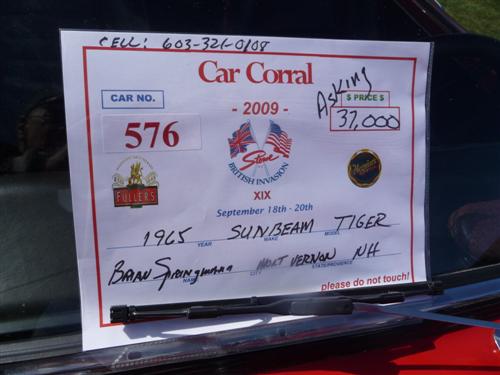 CELL: 603-321-0108
Car Corral
CAR NO.
576
- 2009 -
Asking
$ PRICE $
37,000
FULLER'S
Stowe
BRITISH INVASION
XIX
September 18th - 20th
1965 SUNBEAM TIGER
YEAR MAKE MODEL
BRIAN MONT VERNON NH
NAME CITY STATE/PROVINCE
please do not touch!